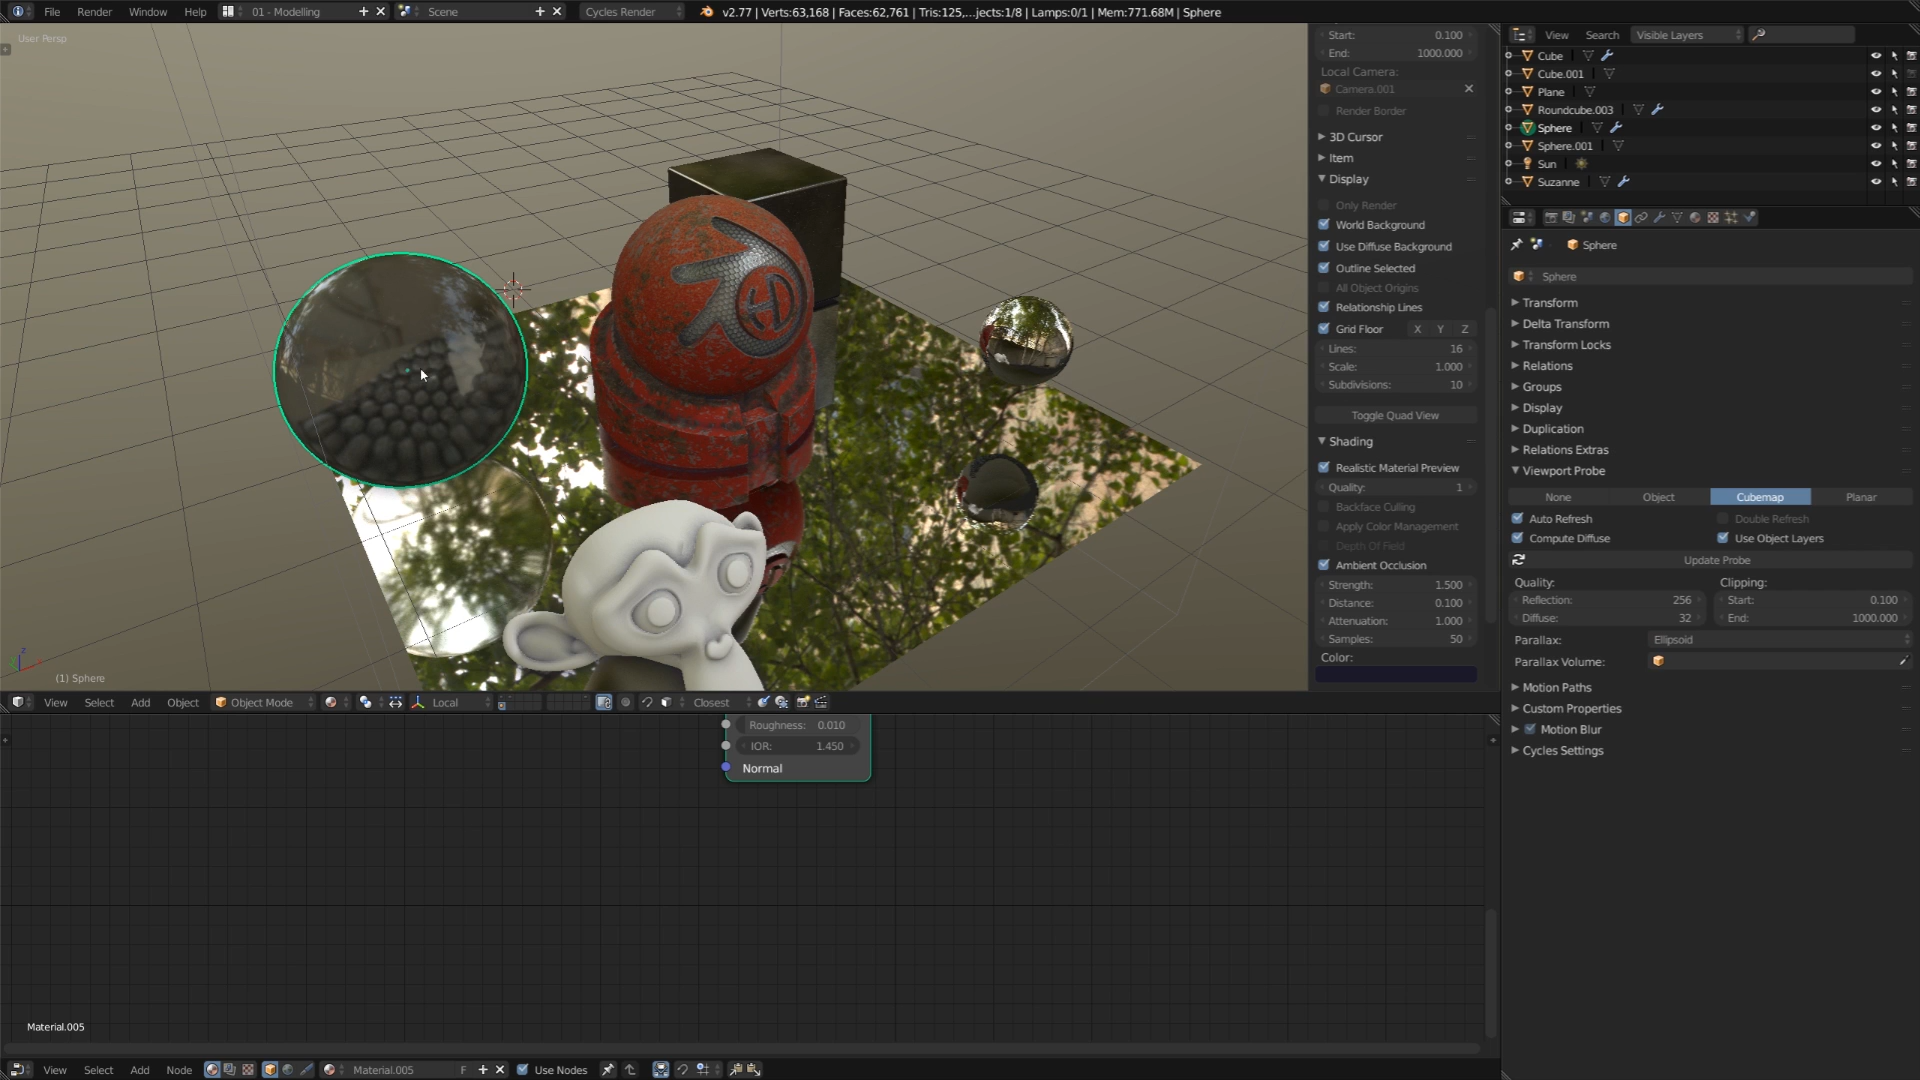 File Render Window Help 01 - Modelling Scene Cycles Render v2.77 | Verts:63,168 | Faces:62,761 | Tris:125,...jects:1/8 | Lamps:0/1 | Mem:771.68M | Sphere
User Persp
(1) Sphere
Start: 0.100
End: 1000.000
Local Camera:
Camera.001
Render Border
3D Cursor
Item
Display
Only Render
World Background
Use Diffuse Background
Outline Selected
All Object Origins
Relationship Lines
Grid Floor X Y Z
Lines: 16
Scale: 1.000
Subdivisions: 10
Toggle Quad View
Shading
Realistic Material Preview
Quality: 1
Backface Culling
Apply Color Management
Depth Of Field
Ambient Occlusion
Strength: 1.500
Distance: 0.100
Attenuation: 1.000
Samples: 50
Color:
View Search Visible Layers
Cube
Cube.001
Plane
Roundcube.003
Sphere
Sphere.001
Sun
Suzanne
Sphere
Sphere
Transform
Delta Transform
Transform Locks
Relations
Groups
Display
Duplication
Relations Extras
Viewport Probe
None Object Cubemap Planar
Auto Refresh Double Refresh
Compute Diffuse Use Object Layers
Update Probe
Quality: Clipping:
Reflection: 256 Start: 0.100
Diffuse: 32 End: 1000.000
Parallax: Ellipsoid
Parallax Volume:
Motion Paths
Custom Properties
Motion Blur
Cycles Settings
View Select Add Object Object Mode Local Closest
Roughness: 0.010
IOR: 1.450
Normal
Material.005
View Select Add Node Material.005 F Use Nodes